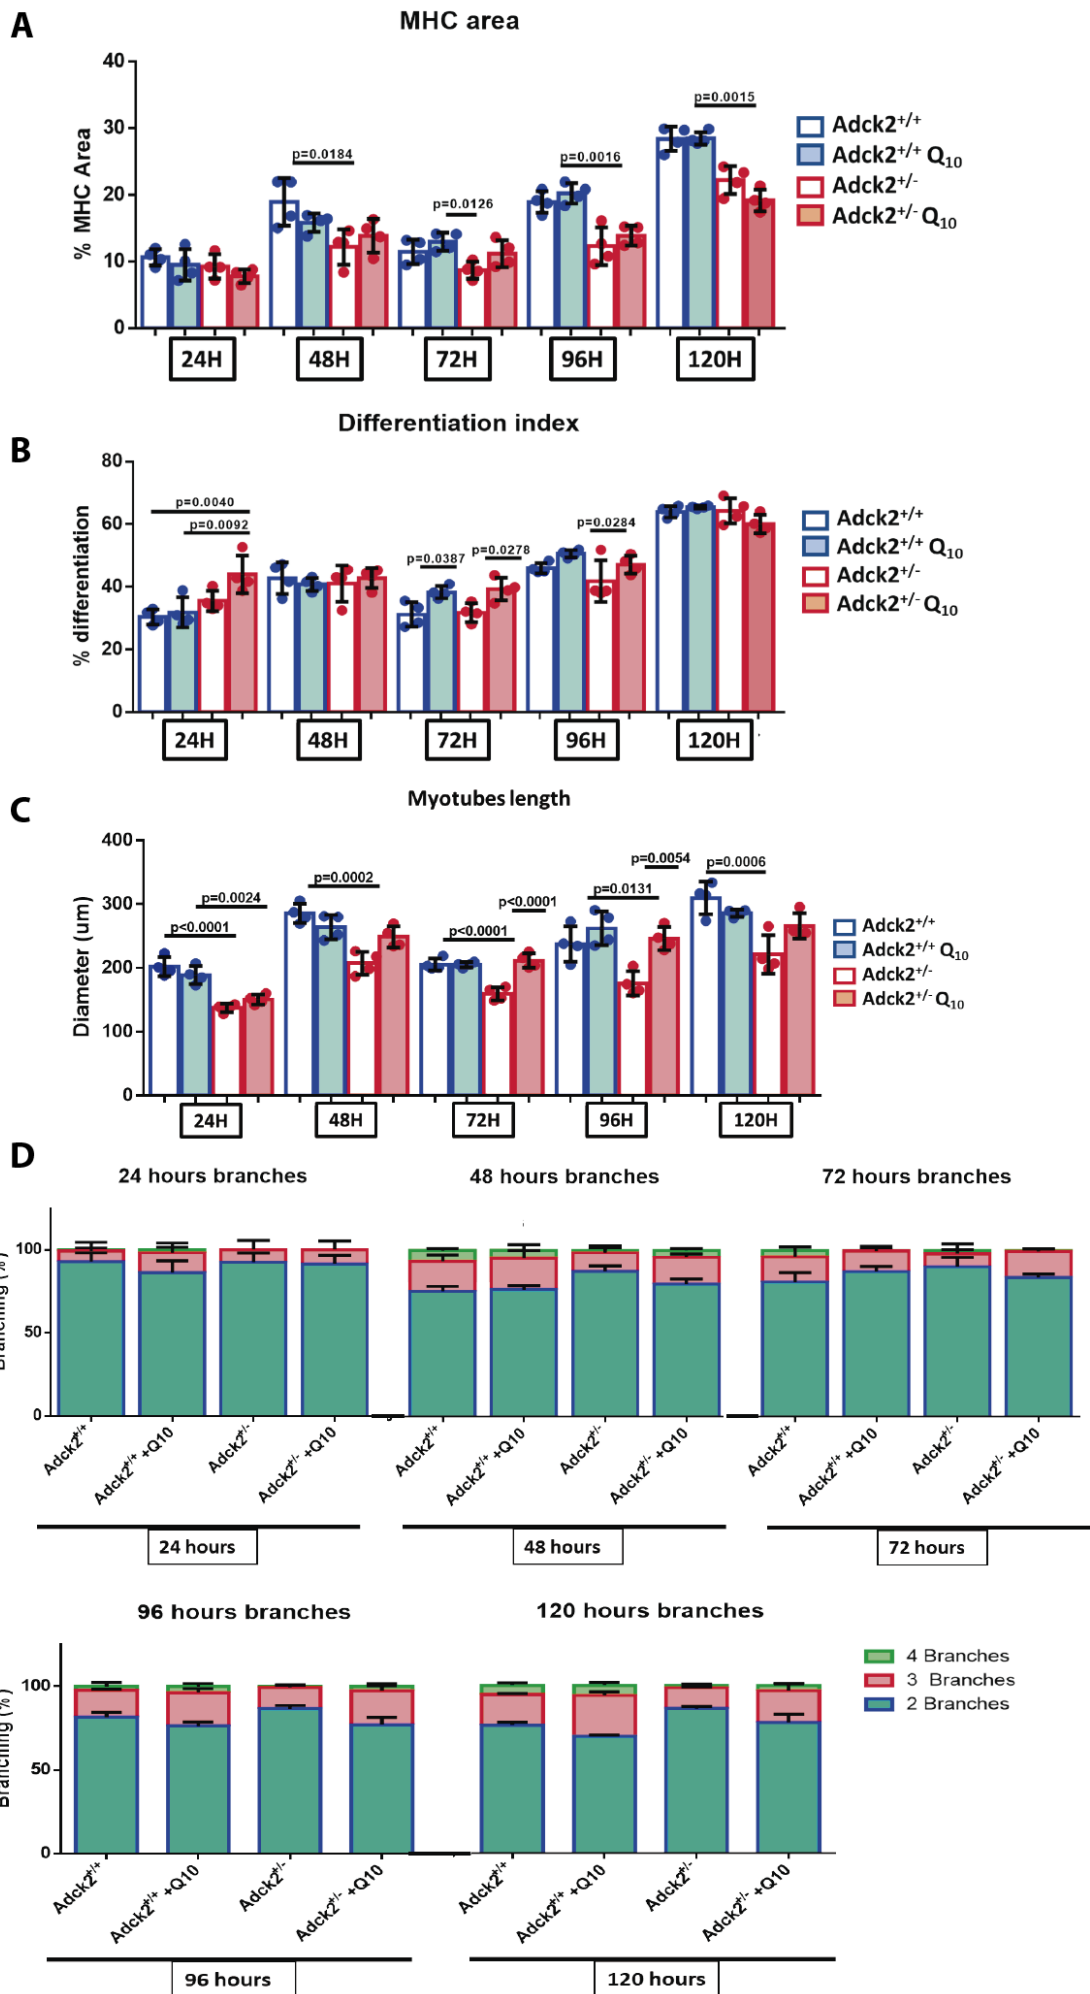 A
MHC area
% MHC Area
40
30
20
10
0
p=0.0184
p=0.0126
p=0.0016
p=0.0015
24H
48H
72H
96H
120H
Adck2+/+
Adck2+/+ Q10
Adck2+/-
Adck2+/- Q10
B
Differentiation index
% differentiation
80
60
40
20
0
p=0.0040
p=0.0092
p=0.0387
p=0.0278
p=0.0284
24H
48H
72H
96H
120H
Adck2+/+
Adck2+/+ Q10
Adck2+/-
Adck2+/- Q10
C
Myotubes length
Diameter (um)
400
300
200
100
0
p<0.0001
p=0.0024
p=0.0002
p<0.0001
p<0.0001
p=0.0131
p=0.0054
p=0.0006
24H
48H
72H
96H
120H
Adck2+/+
Adck2+/+ Q10
Adck2+/-
Adck2+/- Q10
D
24 hours branches
48 hours branches
72 hours branches
Branching (%)
100
50
0
Adck2+/+
Adck2+/+ +Q10
Adck2+/-
Adck2+/- +Q10
Adck2+/+
Adck2+/+ +Q10
Adck2+/-
Adck2+/- +Q10
Adck2+/+
Adck2+/+ +Q10
Adck2+/-
Adck2+/- +Q10
24 hours
48 hours
72 hours
96 hours branches
120 hours branches
Branching (%)
100
50
0
4 Branches
3 Branches
2 Branches
Adck2+/+
Adck2+/+ +Q10
Adck2+/-
Adck2+/- +Q10
Adck2+/+
Adck2+/+ +Q10
Adck2+/-
Adck2+/- +Q10
96 hours
120 hours